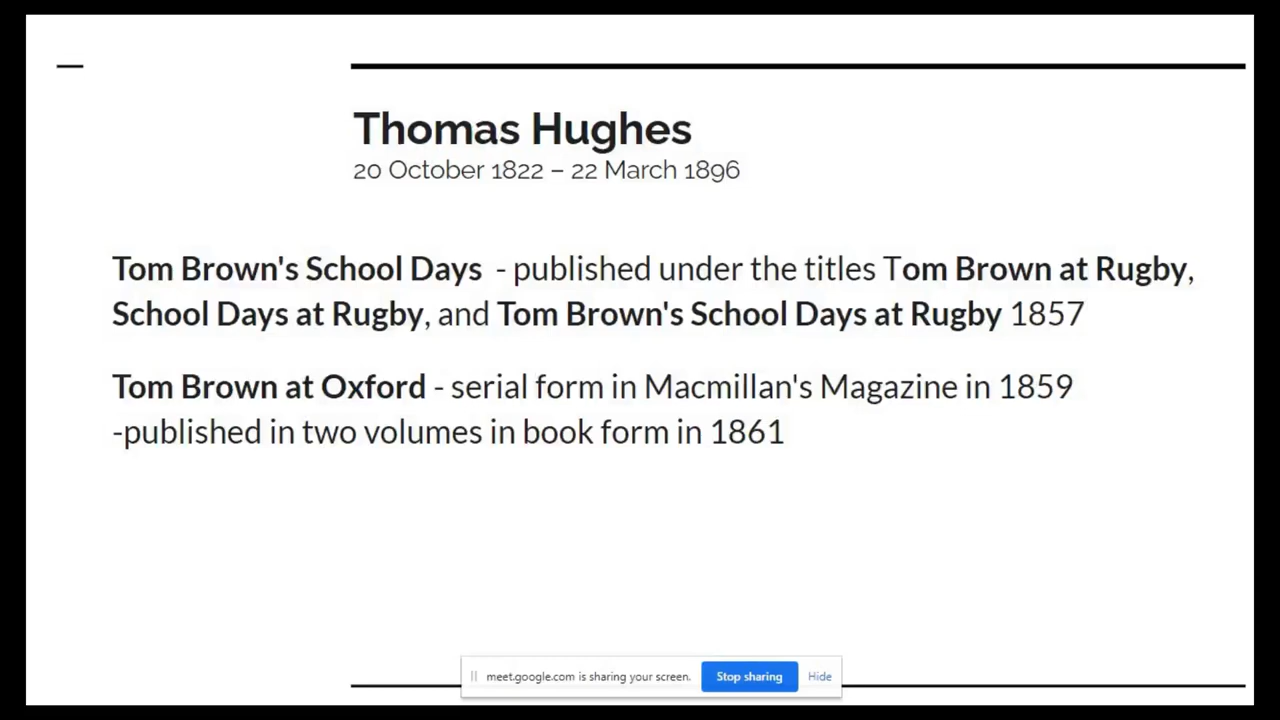 Thomas Hughes
20 October 1822 – 22 March 1896
Tom Brown's School Days - published under the titles Tom Brown at Rugby,
School Days at Rugby, and Tom Brown's School Days at Rugby 1857
Tom Brown at Oxford - serial form in Macmillan's Magazine in 1859
-published in two volumes in book form in 1861
meet.google.com is sharing your screen. Stop sharing Hide